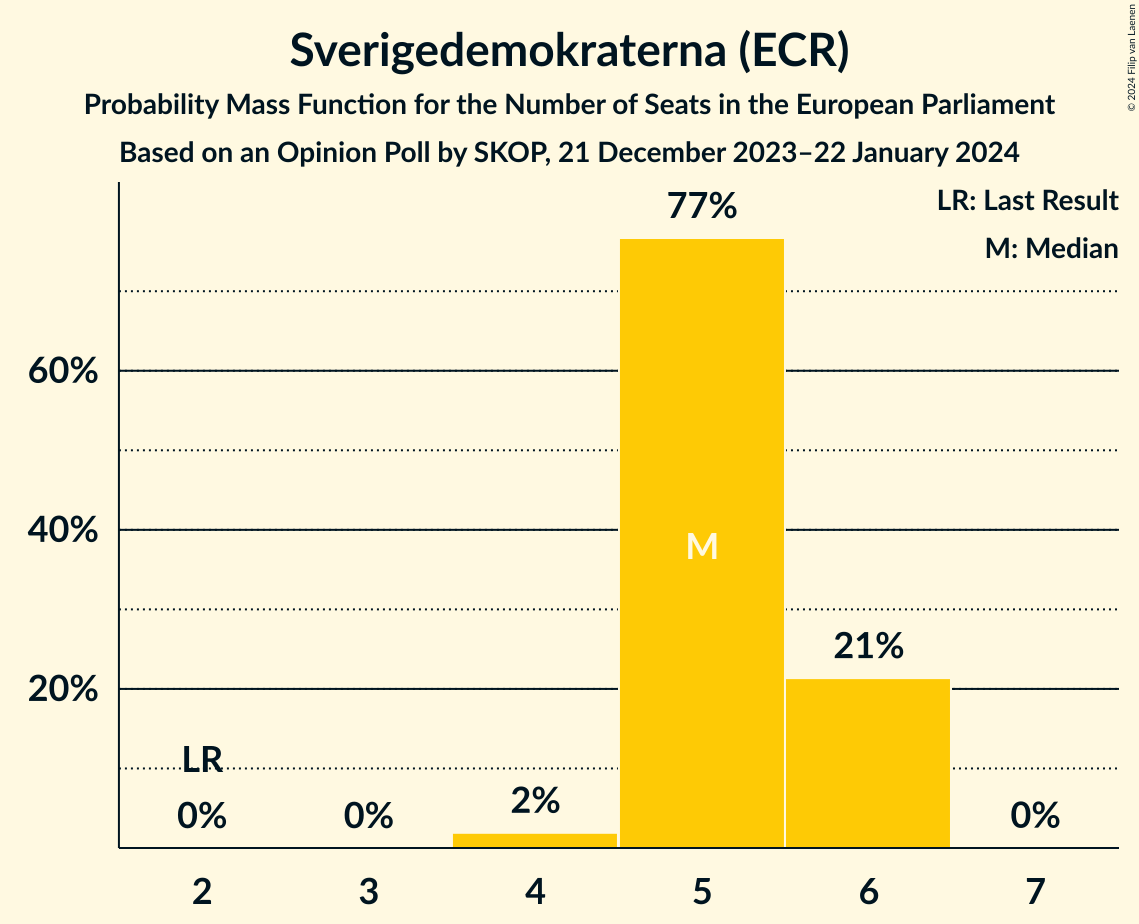 Sverigedemokraterna (ECR)
Probability Mass Function for the Number of Seats in the European Parliament
Based on an Opinion Poll by SKOP, 21 December 2023–22 January 2024
© 2024 Filip van Laenen
LR: Last Result
M: Median
77%
60%
40%
M
21%
20%
LR
2%
0%
0%
0%
2
3
4
5
6
7